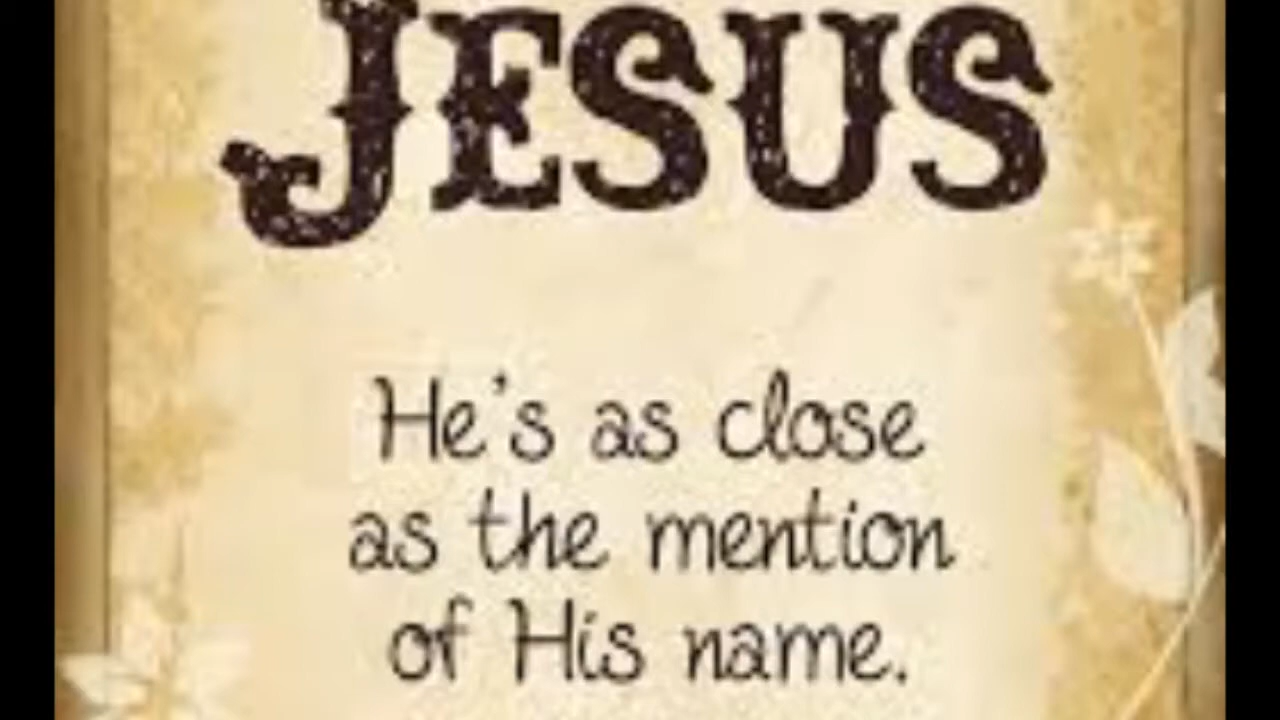 JESUS
He's as close
as the mention
of His name.